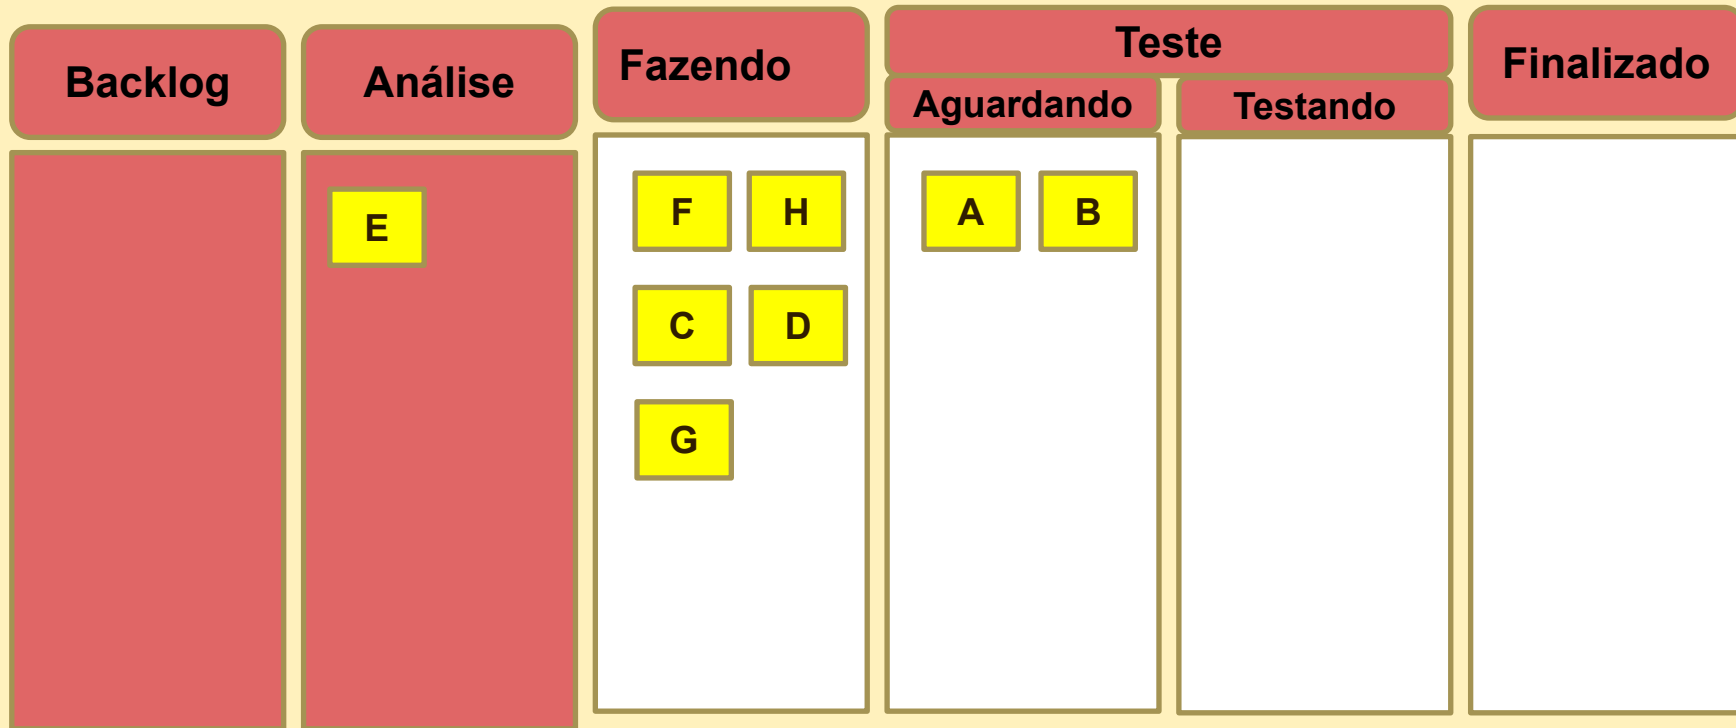 Backlog
Análise
Fazendo
Teste
Aguardando
Testando
Finalizado
E
F H
C D
G
A B